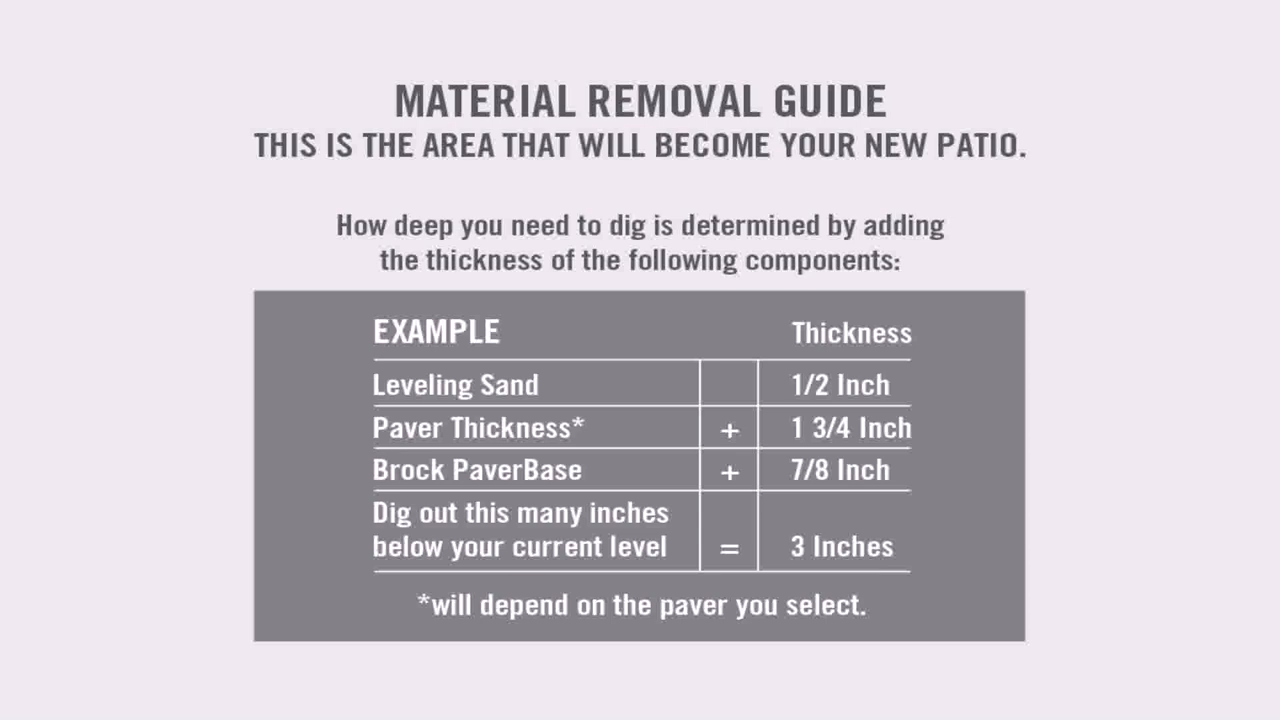 MATERIAL REMOVAL GUIDE
THIS IS THE AREA THAT WILL BECOME YOUR NEW PATIO.
How deep you need to dig is determined by adding
the thickness of the following components:
EXAMPLE Thickness
Leveling Sand 1/2 Inch
Paver Thickness* + 1 3/4 Inch
Brock PaverBase + 7/8 Inch
Dig out this many inches
below your current level = 3 Inches
*will depend on the paver you select.